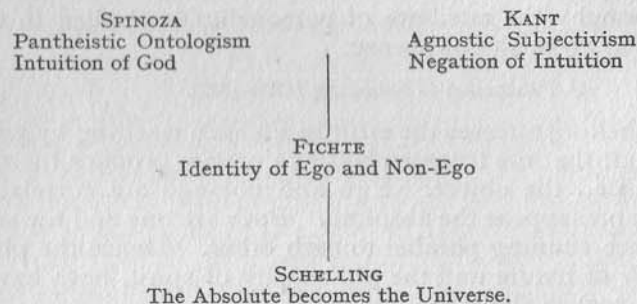 SPINOZA
Pantheistic Ontologism
Intuition of God
KANT
Agnostic Subjectivism
Negation of Intuition
FICHTE
Identity of Ego and Non-Ego
SCHELLING
The Absolute becomes the Universe.